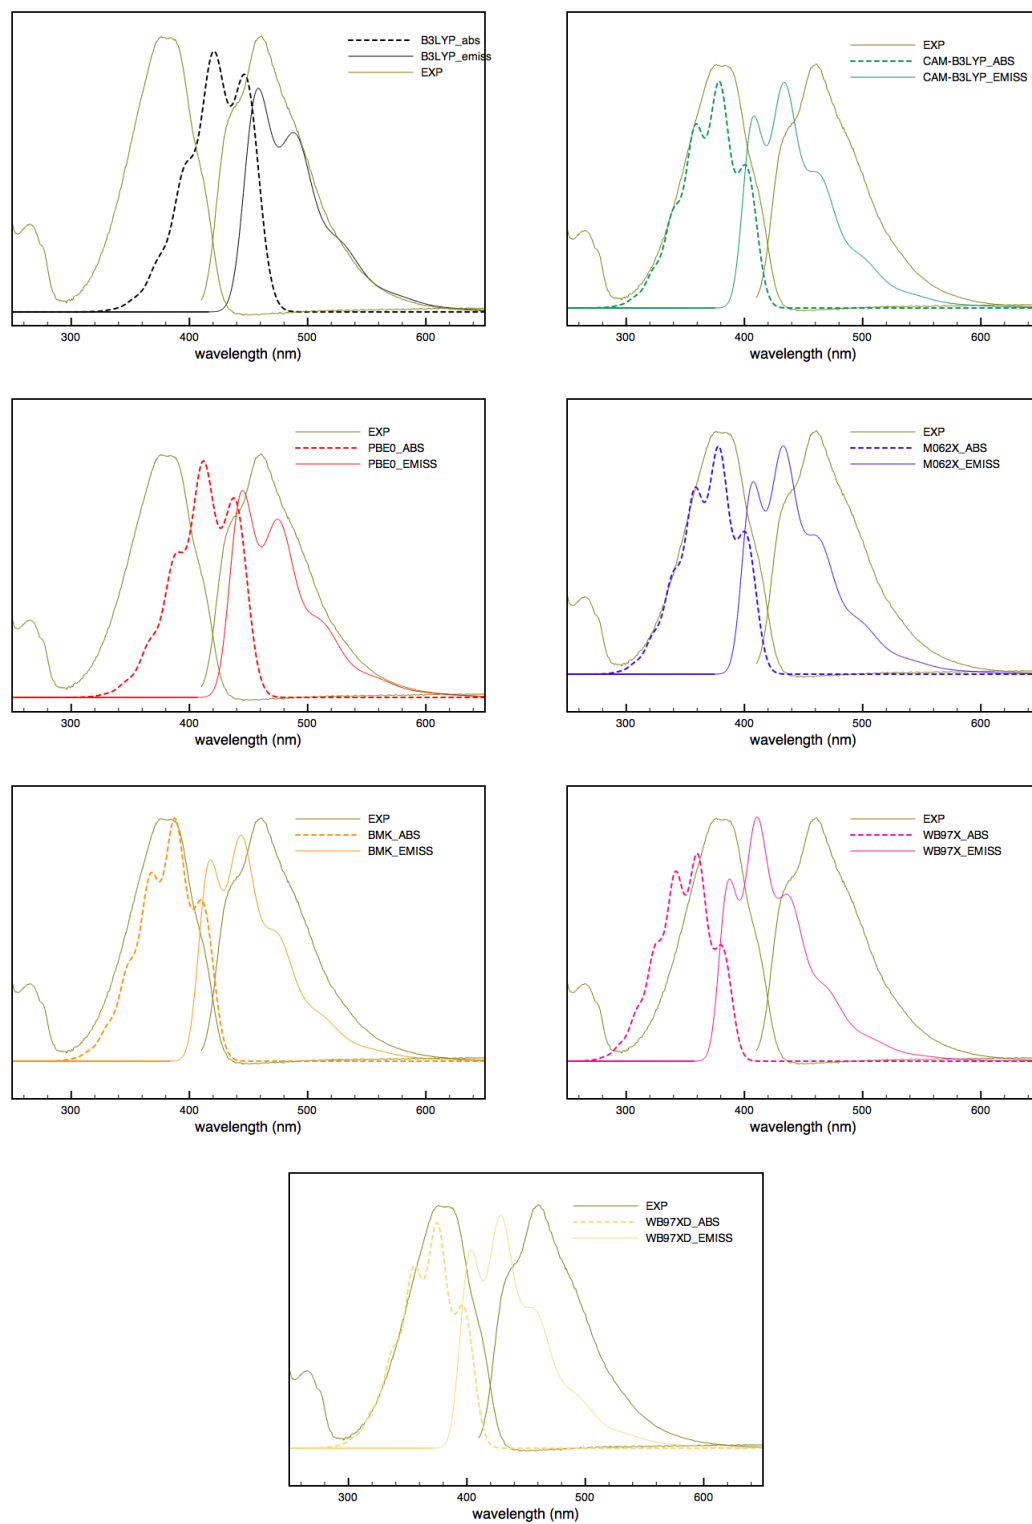 B3LYP_abs
B3LYP_emiss
EXP
300 400 500 600
wavelength (nm)
EXP
CAM-B3LYP_ABS
CAM-B3LYP_EMISS
300 400 500 600
wavelength (nm)
EXP
PBE0_ABS
PBE0_EMISS
300 400 500 600
wavelength (nm)
EXP
M062X_ABS
M062X_EMISS
300 400 500 600
wavelength (nm)
EXP
BMK_ABS
BMK_EMISS
300 400 500 600
wavelength (nm)
EXP
WB97X_ABS
WB97X_EMISS
300 400 500 600
wavelength (nm)
EXP
WB97XD_ABS
WB97XD_EMISS
300 400 500 600
wavelength (nm)